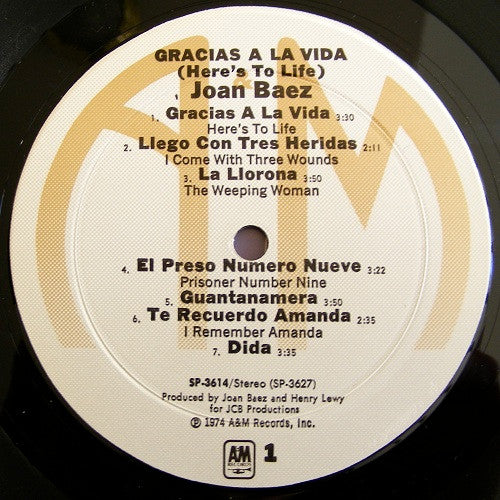 GRACIAS A LA VIDA
(Here's To Life)
Joan Baez
1. Gracias A La Vida 3:30
Here's To Life
2. Llego Con Tres Heridas 2:11
I Come With Three Wounds
3. La Llorona 3:50
The Weeping Woman
4. El Preso Numero Nueve 3:22
Prisoner Number Nine
5. Guantanamera 3:50
6. Te Recuerdo Amanda 2:35
I Remember Amanda
7. Dida 3:35
SP-3614/Stereo (SP-3627)
Produced by Joan Baez and Henry Lewy
for JCB Productions
℗ 1974 A&M Records, Inc.
A&M
RECORDS
1